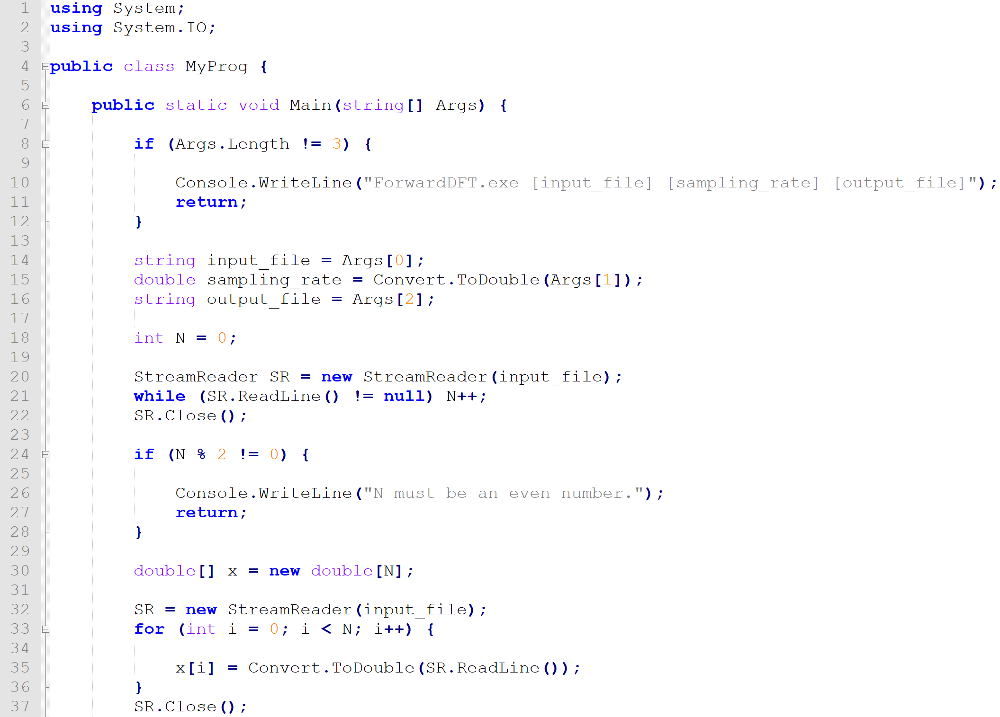 1 using System;
2 using System.IO;
3
4 public class MyProg {
5
6     public static void Main(string[] Args) {
7
8         if (Args.Length != 3) {
9
10             Console.WriteLine("ForwardDFT.exe [input_file] [sampling_rate] [output_file]");
11             return;
12         }
13
14         string input_file = Args[0];
15         double sampling_rate = Convert.ToDouble(Args[1]);
16         string output_file = Args[2];
17
18         int N = 0;
19
20         StreamReader SR = new StreamReader(input_file);
21         while (SR.ReadLine() != null) N++;
22         SR.Close();
23
24         if (N % 2 != 0) {
25
26             Console.WriteLine("N must be an even number.");
27             return;
28         }
29
30         double[] x = new double[N];
31
32         SR = new StreamReader(input_file);
33         for (int i = 0; i < N; i++) {
34
35             x[i] = Convert.ToDouble(SR.ReadLine());
36         }
37         SR.Close();